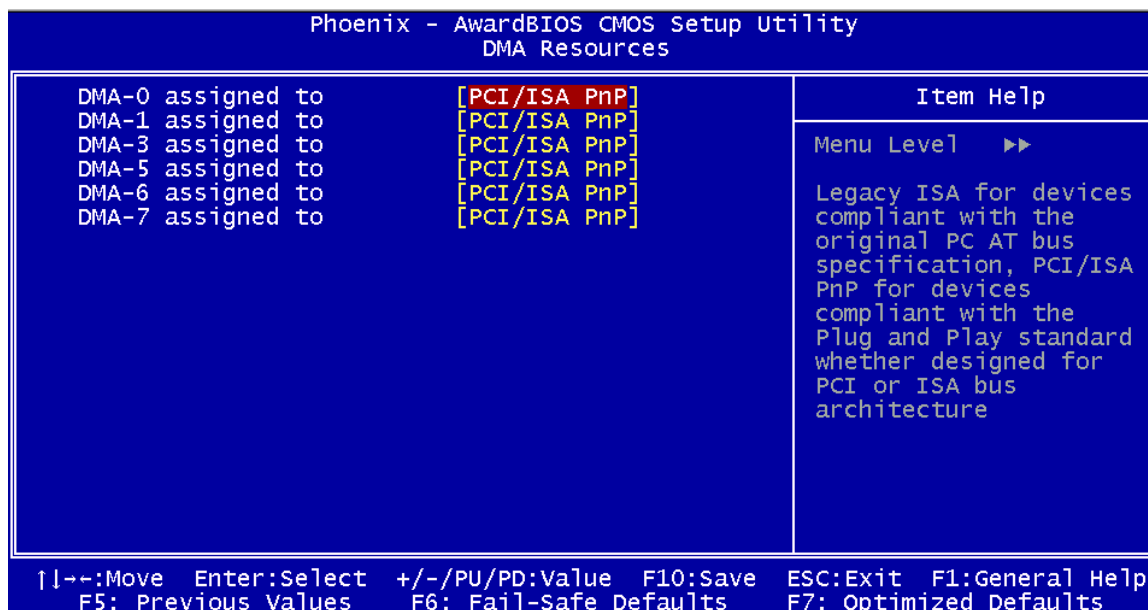 Phoenix - AwardBIOS CMOS Setup Utility
DMA Resources
DMA-0 assigned to [PCI/ISA PnP]
DMA-1 assigned to [PCI/ISA PnP]
DMA-3 assigned to [PCI/ISA PnP]
DMA-5 assigned to [PCI/ISA PnP]
DMA-6 assigned to [PCI/ISA PnP]
DMA-7 assigned to [PCI/ISA PnP]
Item Help
Menu Level ▶▶
Legacy ISA for devices
compliant with the
original PC AT bus
specification, PCI/ISA
PnP for devices
compliant with the
Plug and Play standard
whether designed for
PCI or ISA bus
architecture
↑↓→←:Move Enter:Select +/-/PU/PD:Value F10:Save ESC:Exit F1:General Help
F5: Previous Values F6: Fail-Safe Defaults F7: Optimized Defaults